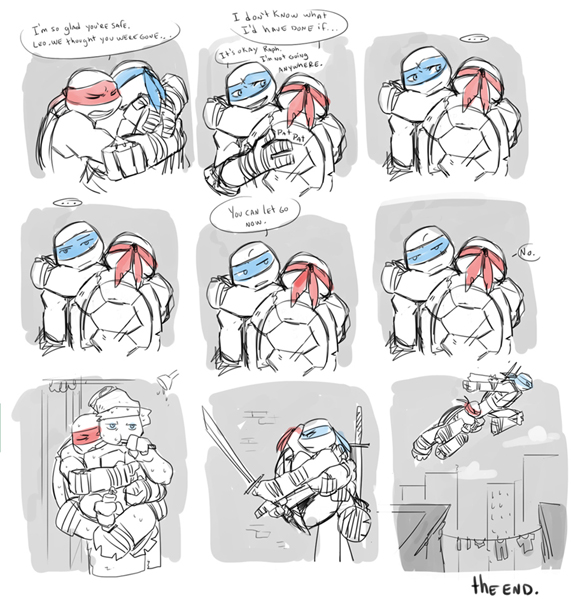 I'm so glad you're safe.
Leo.. we thought you were gone...
I don't know what
I'd have done if...
It's okay Raph.
I'm not going
anywhere.
Pat Pat
...
...
You can let go
now.
No.
the END.